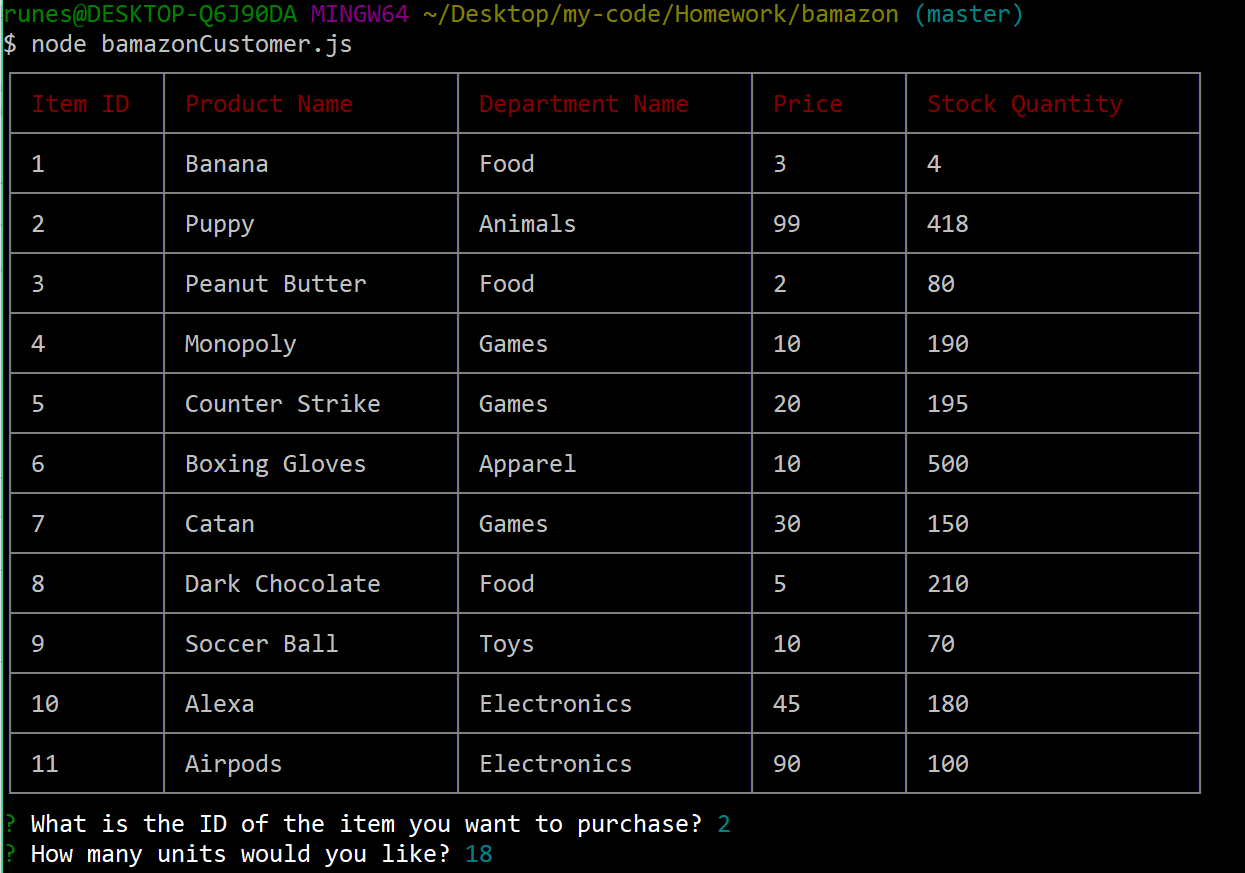 runes@DESKTOP-Q6J90DA MINGW64 ~/Desktop/my-code/Homework/bamazon (master)
$ node bamazonCustomer.js
Item ID Product Name Department Name Price Stock Quantity
1 Banana Food 3 4
2 Puppy Animals 99 418
3 Peanut Butter Food 2 80
4 Monopoly Games 10 190
5 Counter Strike Games 20 195
6 Boxing Gloves Apparel 10 500
7 Catan Games 30 150
8 Dark Chocolate Food 5 210
9 Soccer Ball Toys 10 70
10 Alexa Electronics 45 180
11 Airpods Electronics 90 100
? What is the ID of the item you want to purchase? 2
? How many units would you like? 18